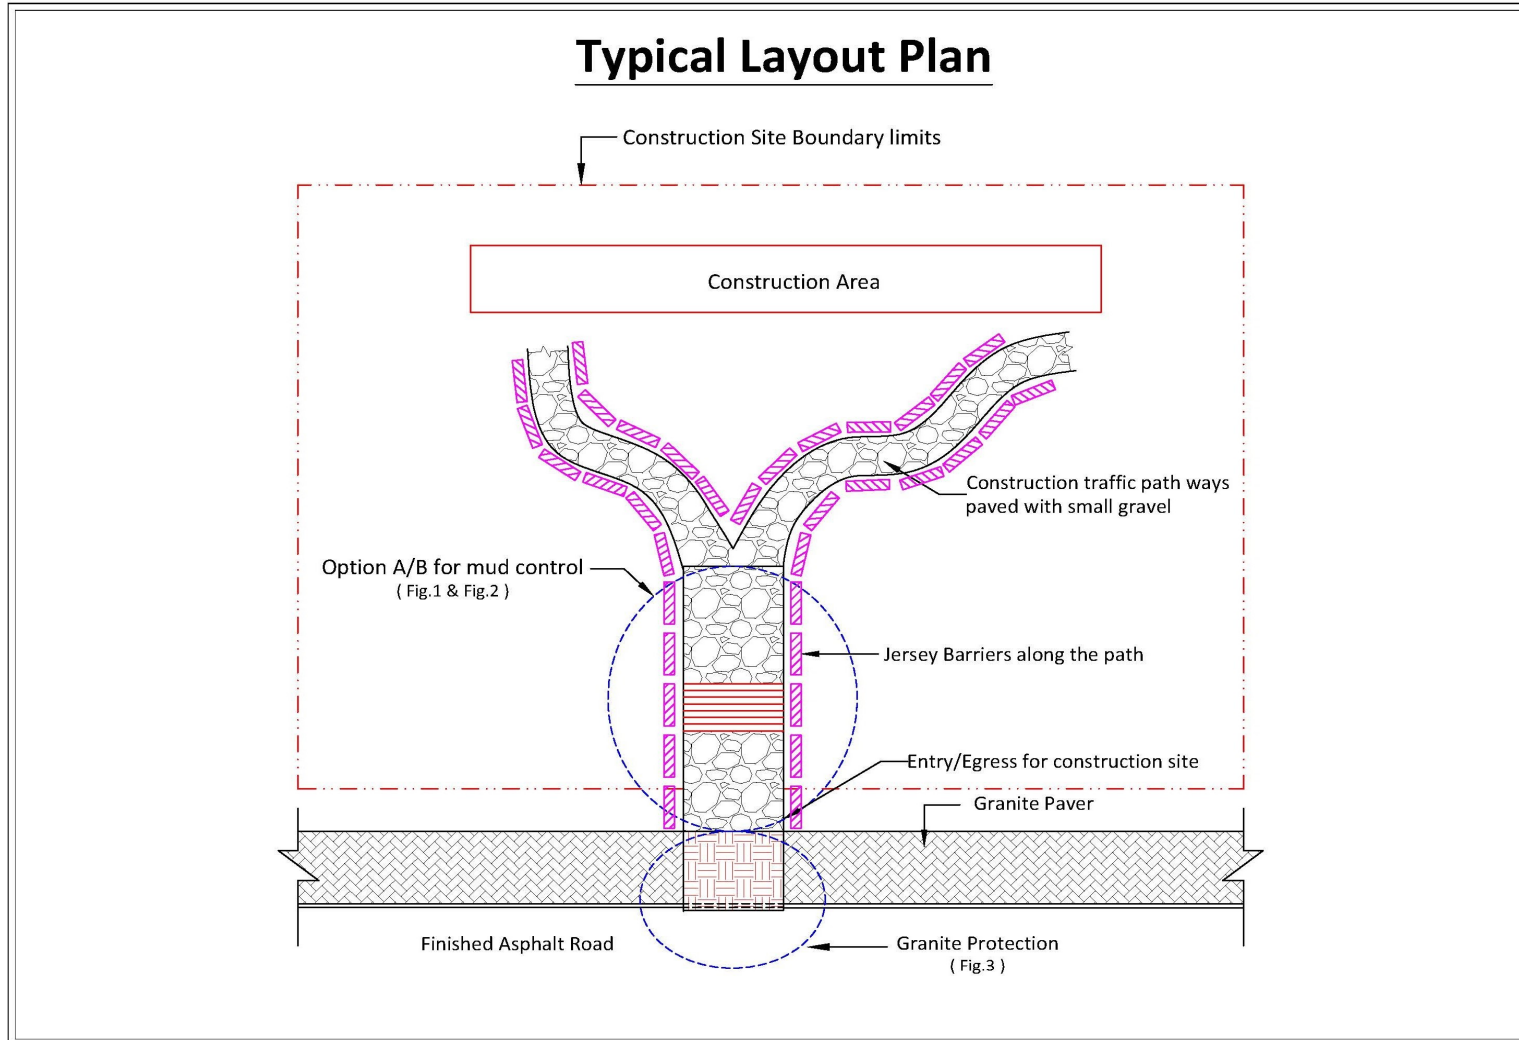 Typical Layout Plan
Construction Site Boundary limits
Construction Area
Construction traffic path ways
paved with small gravel
Option A/B for mud control
( Fig.1 & Fig.2 )
Jersey Barriers along the path
Entry/Egress for construction site
Granite Paver
Finished Asphalt Road
Granite Protection
( Fig.3 )